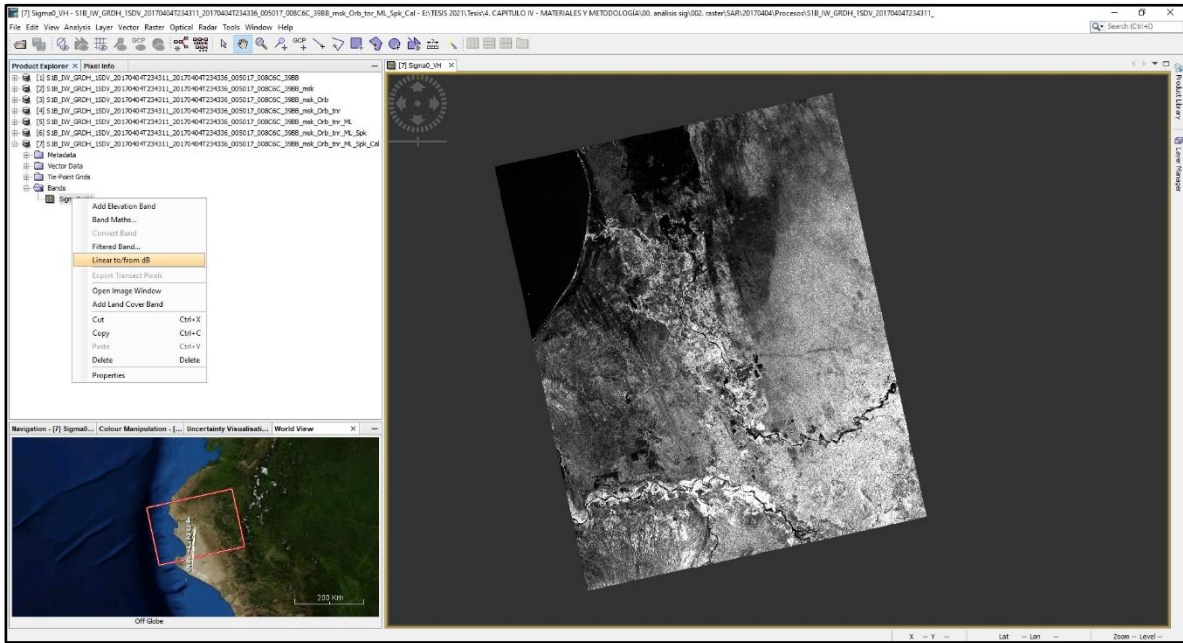 [7] Sigma0_VH - S1B_IW_GRDH_1SDV_20170404T234311_20170404T234336_005017_008C6C_39BB_msk_Orb_tnr_ML_Spk_Cal - E:\TESIS 2021\Tesis\4. CAPITULO IV - MATERIALES Y METODOLOGÍA\00. análisis sig\002. raster\SAR\20170404\Procesos\S1B_IW_GRDH_1SDV_20170404T234311_
File Edit View Analysis Layer Vector Raster Optical Radar Tools Window Help
Search (Ctrl+I)
GCP
GCP
Product Explorer × Pixel Info
[7] Sigma0_VH ×
[1] S1B_IW_GRDH_1SDV_20170404T234311_20170404T234336_005017_008C6C_39BB
[2] S1B_IW_GRDH_1SDV_20170404T234311_20170404T234336_005017_008C6C_39BB_msk
[3] S1B_IW_GRDH_1SDV_20170404T234311_20170404T234336_005017_008C6C_39BB_msk_Orb
[4] S1B_IW_GRDH_1SDV_20170404T234311_20170404T234336_005017_008C6C_39BB_msk_Orb_tnr
[5] S1B_IW_GRDH_1SDV_20170404T234311_20170404T234336_005017_008C6C_39BB_msk_Orb_tnr_ML
[6] S1B_IW_GRDH_1SDV_20170404T234311_20170404T234336_005017_008C6C_39BB_msk_Orb_tnr_ML_Spk
[7] S1B_IW_GRDH_1SDV_20170404T234311_20170404T234336_005017_008C6C_39BB_msk_Orb_tnr_ML_Spk_Cal
Metadata
Vector Data
Tie-Point Grids
Bands
Add Elevation Band
Band Maths...
Convert Band
Filtered Band...
Linear to/from dB
Export Transect Pixels
Open Image Window
Add Land Cover Band
Cut Ctrl+X
Copy Ctrl+C
Paste Ctrl+V
Delete Delete
Properties
Product Library
Layer Manager
Navigation - [7] Sigma0... Colour Manipulation - [... Uncertainty Visualisati... World View ×
200 Km
Off Globe
X -- Y -- Lat -- Lon -- Zoom -- Level --